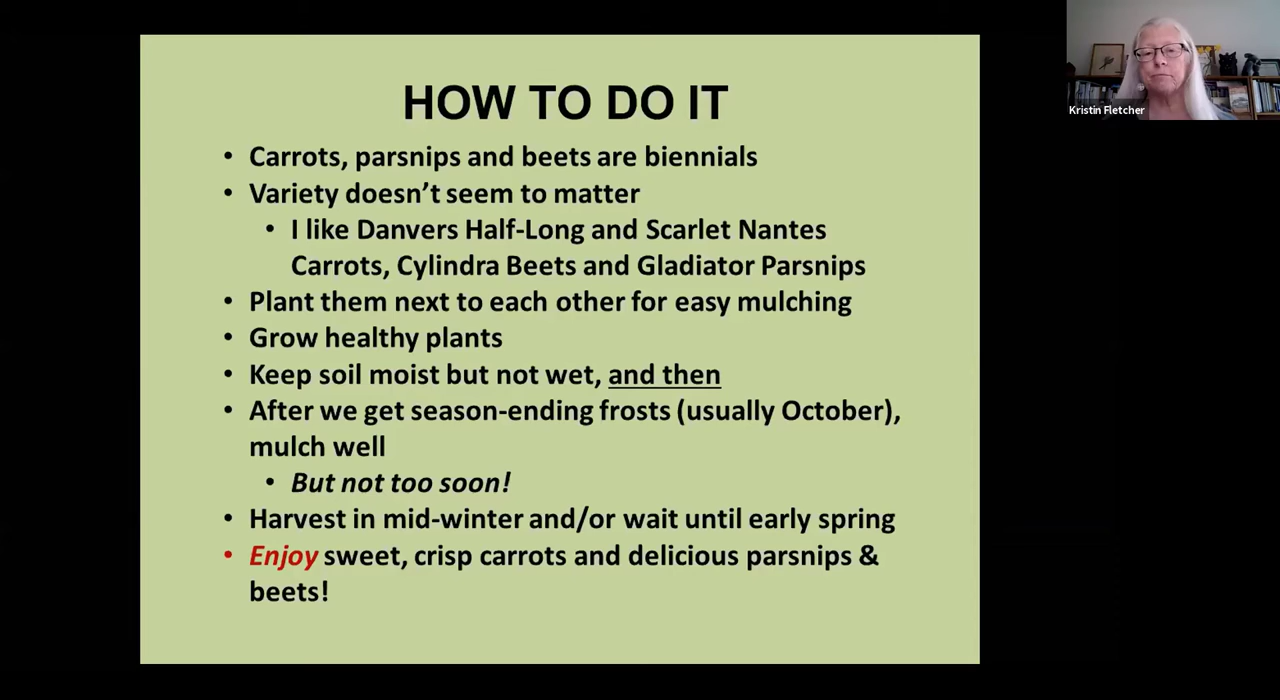 HOW TO DO IT
• Carrots, parsnips and beets are biennials
• Variety doesn't seem to matter
• I like Danvers Half-Long and Scarlet Nantes
Carrots, Cylindra Beets and Gladiator Parsnips
• Plant them next to each other for easy mulching
• Grow healthy plants
• Keep soil moist but not wet, and then
• After we get season-ending frosts (usually October),
mulch well
• But not too soon!
• Harvest in mid-winter and/or wait until early spring
• Enjoy sweet, crisp carrots and delicious parsnips &
beets!
Kristin Fletcher